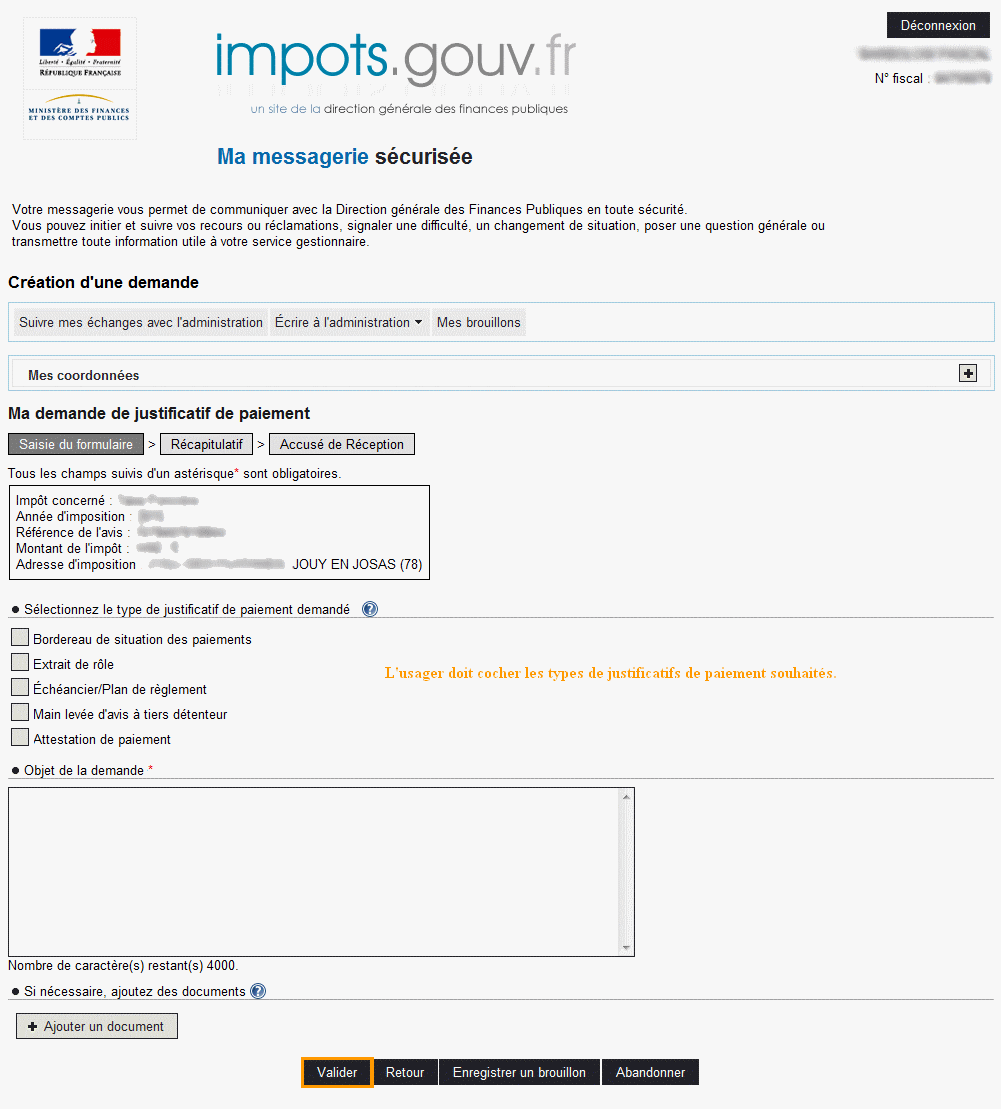 Déconnexion
N° fiscal :
Liberté • Égalité • Fraternité
RÉPUBLIQUE FRANÇAISE
MINISTÈRE DES FINANCES
ET DES COMPTES PUBLICS
impots.gouv.fr
un site de la direction générale des finances publiques
Ma messagerie sécurisée
Votre messagerie vous permet de communiquer avec la Direction générale des Finances Publiques en toute sécurité.
Vous pouvez initier et suivre vos recours ou réclamations, signaler une difficulté, un changement de situation, poser une question générale ou
transmettre toute information utile à votre service gestionnaire.
Création d'une demande
Suivre mes échanges avec l'administration Écrire à l'administration Mes brouillons
Mes coordonnées
Ma demande de justificatif de paiement
Saisie du formulaire > Récapitulatif > Accusé de Réception
Tous les champs suivis d'un astérisque* sont obligatoires.
Impôt concerné :
Année d'imposition :
Référence de l'avis :
Montant de l'impôt :
Adresse d'imposition JOUY EN JOSAS (78)
Sélectionnez le type de justificatif de paiement demandé ?
Bordereau de situation des paiements
Extrait de rôle
L'usager doit cocher les types de justificatifs de paiement souhaités.
Échéancier/Plan de règlement
Main levée d'avis à tiers détenteur
Attestation de paiement
Objet de la demande *
Nombre de caractère(s) restant(s) 4000.
Si nécessaire, ajoutez des documents ?
Ajouter un document
Valider Retour Enregistrer un brouillon Abandonner